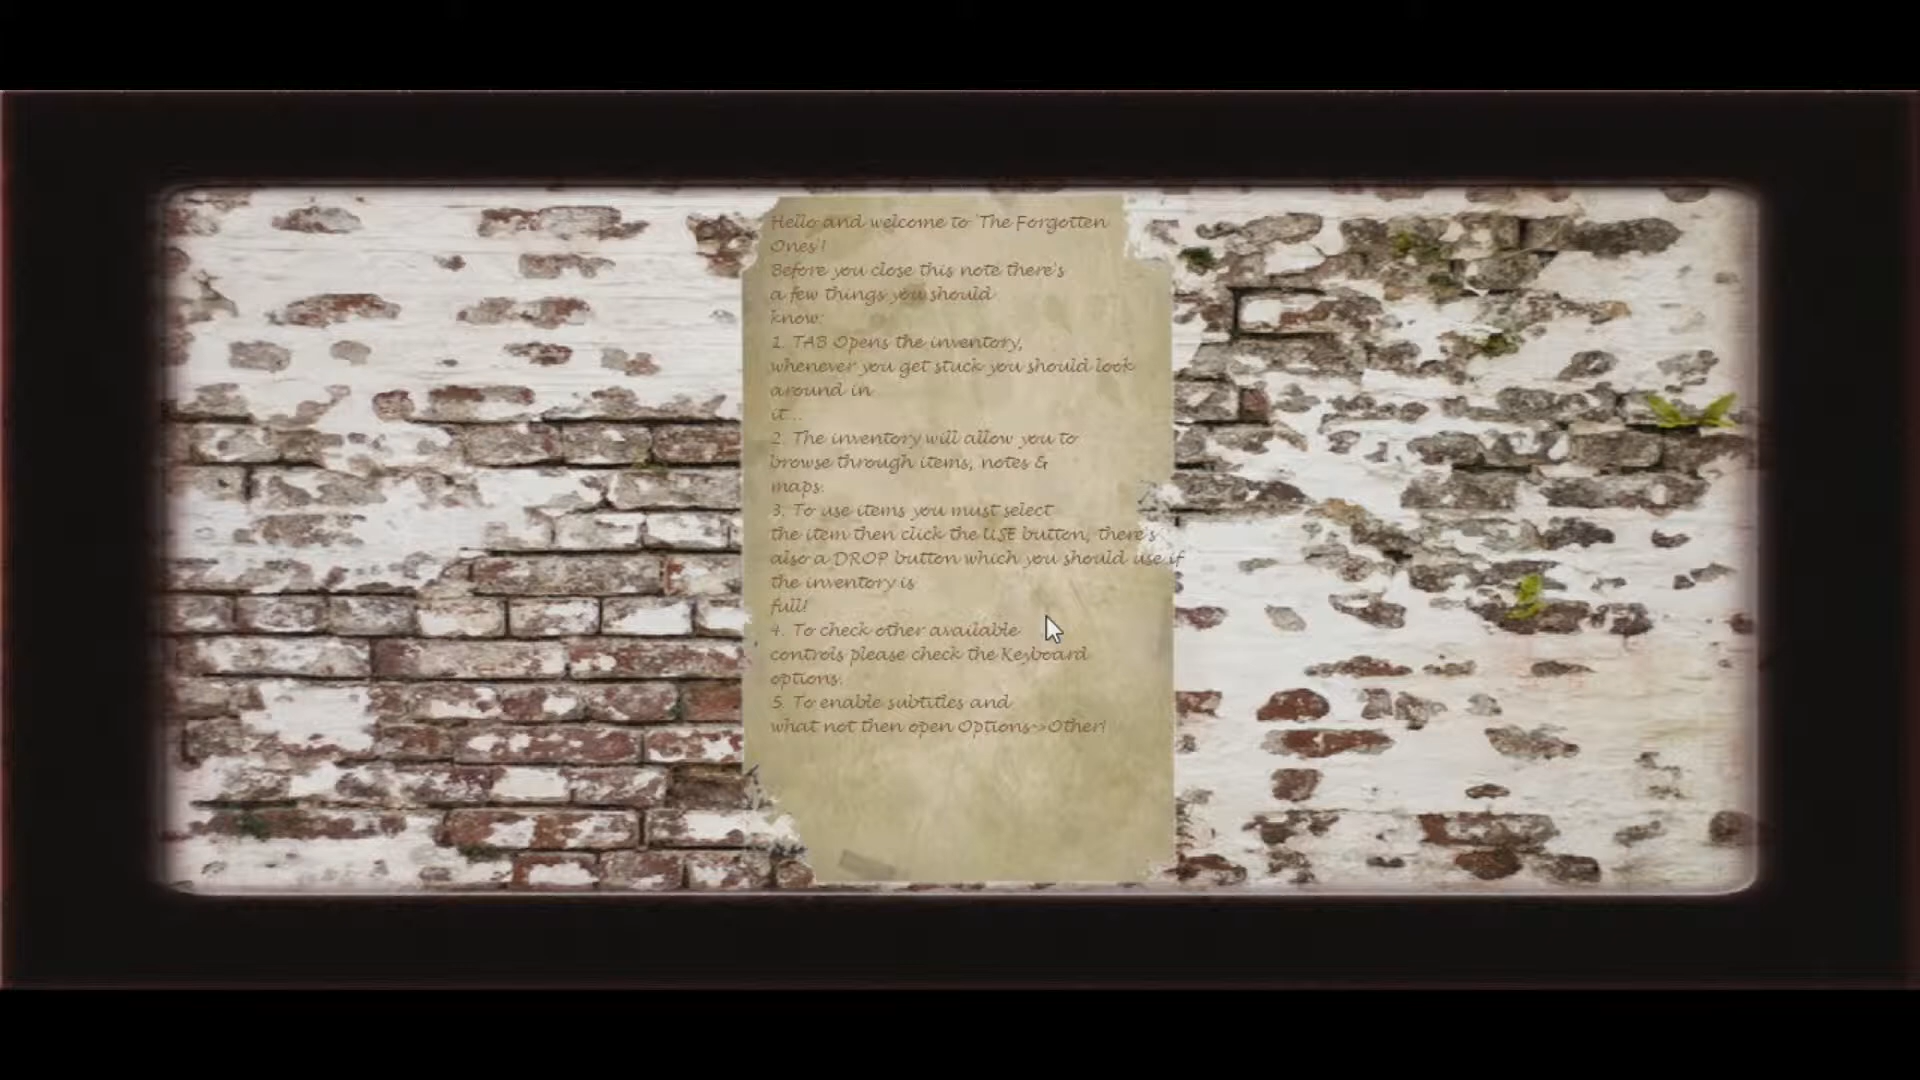 Hello and welcome to 'The Forgotten
Ones'!
Before you close this note there's
a few things you should
know:
1. TAB Opens the inventory,
whenever you get stuck you should look
around in
it...
2. The inventory will allow you to
browse through items, notes &
maps.
3. To use items you must select
the item then click the USE button, there's
also a DROP button which you should use if
the inventory is
full!
4. To check other available
controls please check the Keyboard
options.
5. To enable subtitles and
what not then open Options->Other!